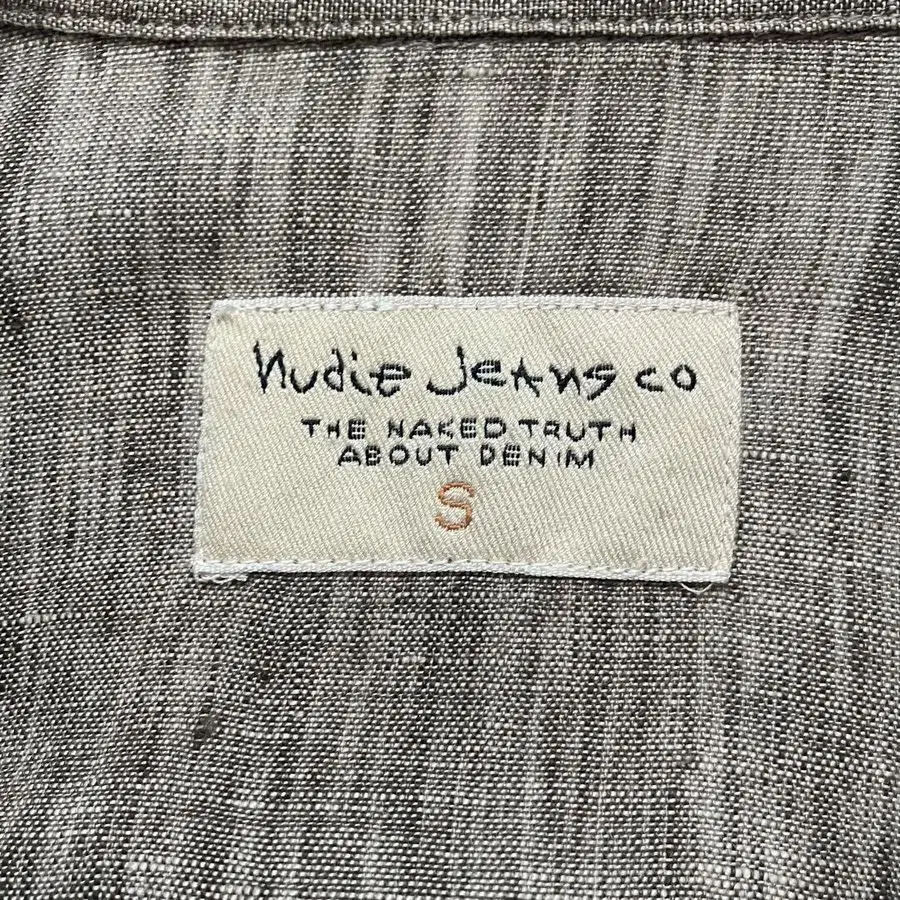 Nudie Jeans co
THE NAKED TRUTH
ABOUT DENIM
S